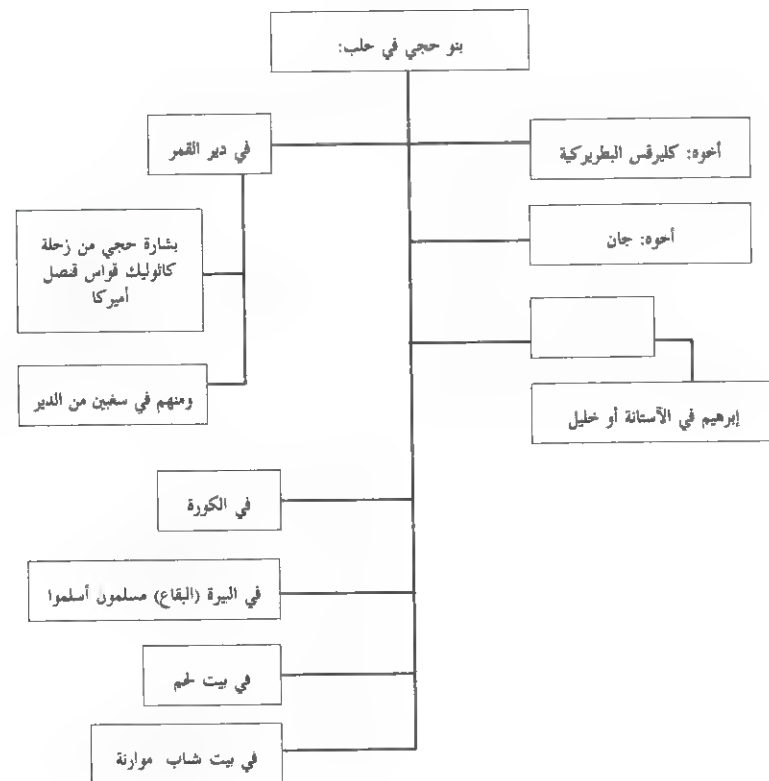 بنو حجي في حلب:
أخوه: كليرقس البطريركية
في دير القمر
أخوه: جان
بشارة حجي من زحلة
كاثوليك قواس قنصل
أميركا
إبرهيم في الآستانة أو خليل
ومنهم في سغبين من الدير
في الكورة
في البيرة (البقاع) مسلمون أسلموا
في بيت لحم
في بيت شباب موارنة